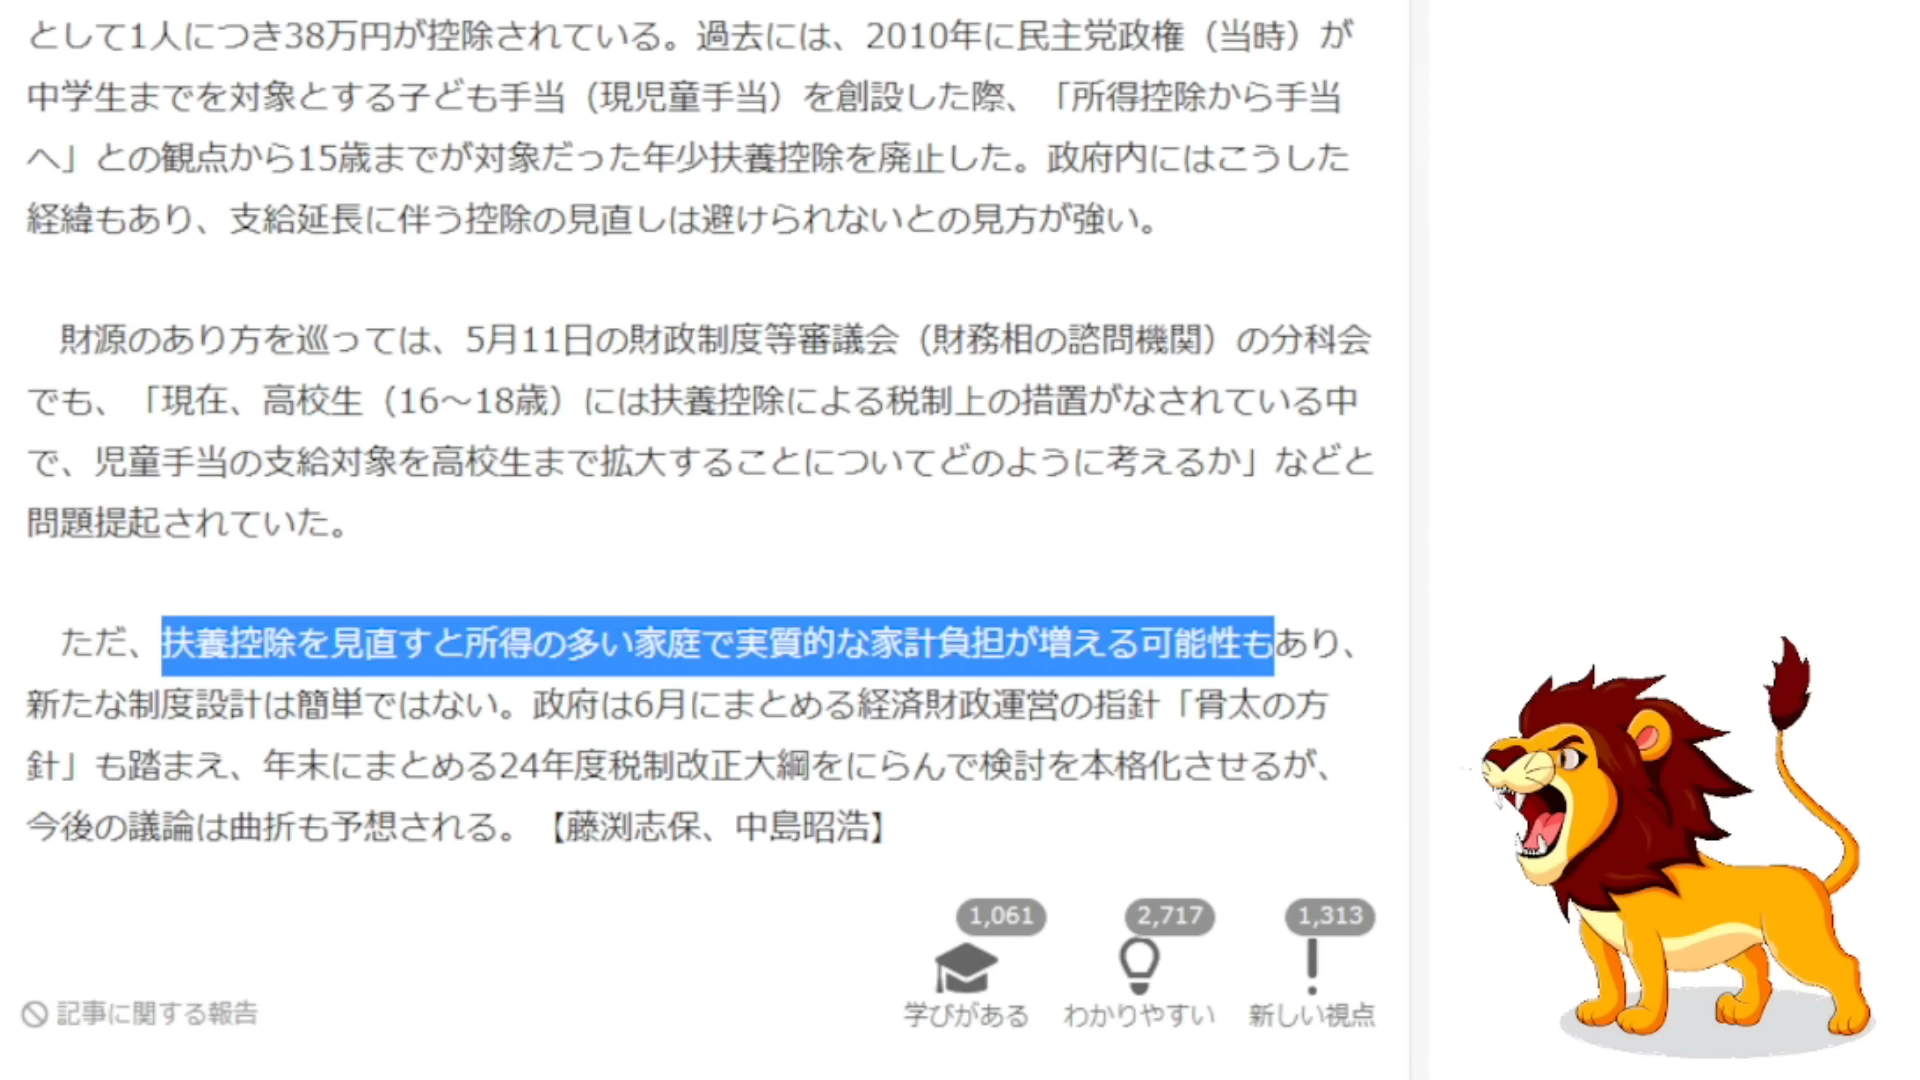 として1人につき38万円が控除されている。過去には、2010年に民主党政権（当時）が
中学生までを対象とする子ども手当（現児童手当）を創設した際、「所得控除から手当
へ」との観点から15歳までが対象だった年少扶養控除を廃止した。政府内にはこうした
経緯もあり、支給延長に伴う控除の見直しは避けられないとの見方が強い。
財源のあり方を巡っては、5月11日の財政制度等審議会（財務相の諮問機関）の分科会
でも、「現在、高校生（16～18歳）には扶養控除による税制上の措置がなされている中
で、児童手当の支給対象を高校生まで拡大することについてどのように考えるか」などと
問題提起されていた。
ただ、扶養控除を見直すと所得の多い家庭で実質的な家計負担が増える可能性もあり、
新たな制度設計は簡単ではない。政府は6月にまとめる経済財政運営の指針「骨太の方
針」も踏まえ、年末にまとめる24年度税制改正大綱をにらんで検討を本格化させるが、
今後の議論は曲折も予想される。【藤渕志保、中島昭浩】
1,061
2,717
1,313
学びがある
わかりやすい
新しい視点
記事に関する報告